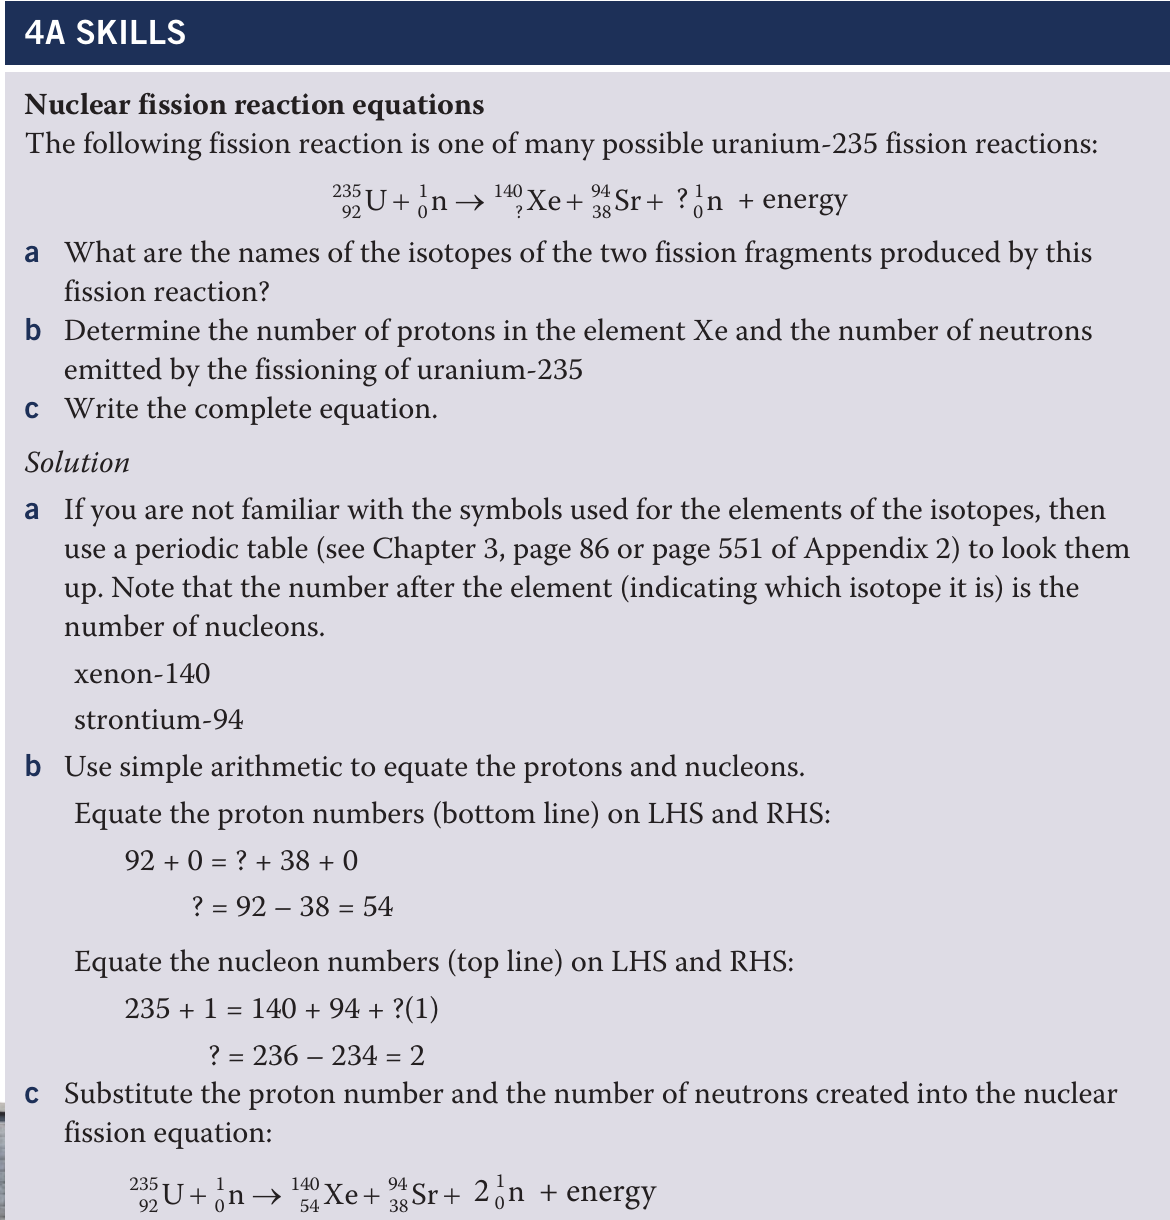 4A SKILLS
Nuclear fission reaction equations
The following fission reaction is one of many possible uranium-235 fission reactions:
²³⁵₉₂U + ¹₀n → ¹⁴⁰₍?₎Xe + ⁹⁴₃₈Sr + ? ¹₀n + energy
a What are the names of the isotopes of the two fission fragments produced by this
fission reaction?
b Determine the number of protons in the element Xe and the number of neutrons
emitted by the fissioning of uranium-235
c Write the complete equation.
Solution
a If you are not familiar with the symbols used for the elements of the isotopes, then
use a periodic table (see Chapter 3, page 86 or page 551 of Appendix 2) to look them
up. Note that the number after the element (indicating which isotope it is) is the
number of nucleons.
xenon-140
strontium-94
b Use simple arithmetic to equate the protons and nucleons.
Equate the proton numbers (bottom line) on LHS and RHS:
92 + 0 = ? + 38 + 0
? = 92 – 38 = 54
Equate the nucleon numbers (top line) on LHS and RHS:
235 + 1 = 140 + 94 + ?(1)
? = 236 – 234 = 2
c Substitute the proton number and the number of neutrons created into the nuclear
fission equation:
²³⁵₉₂U + ¹₀n → ¹⁴⁰₅₄Xe + ⁹⁴₃₈Sr + 2 ¹₀n + energy